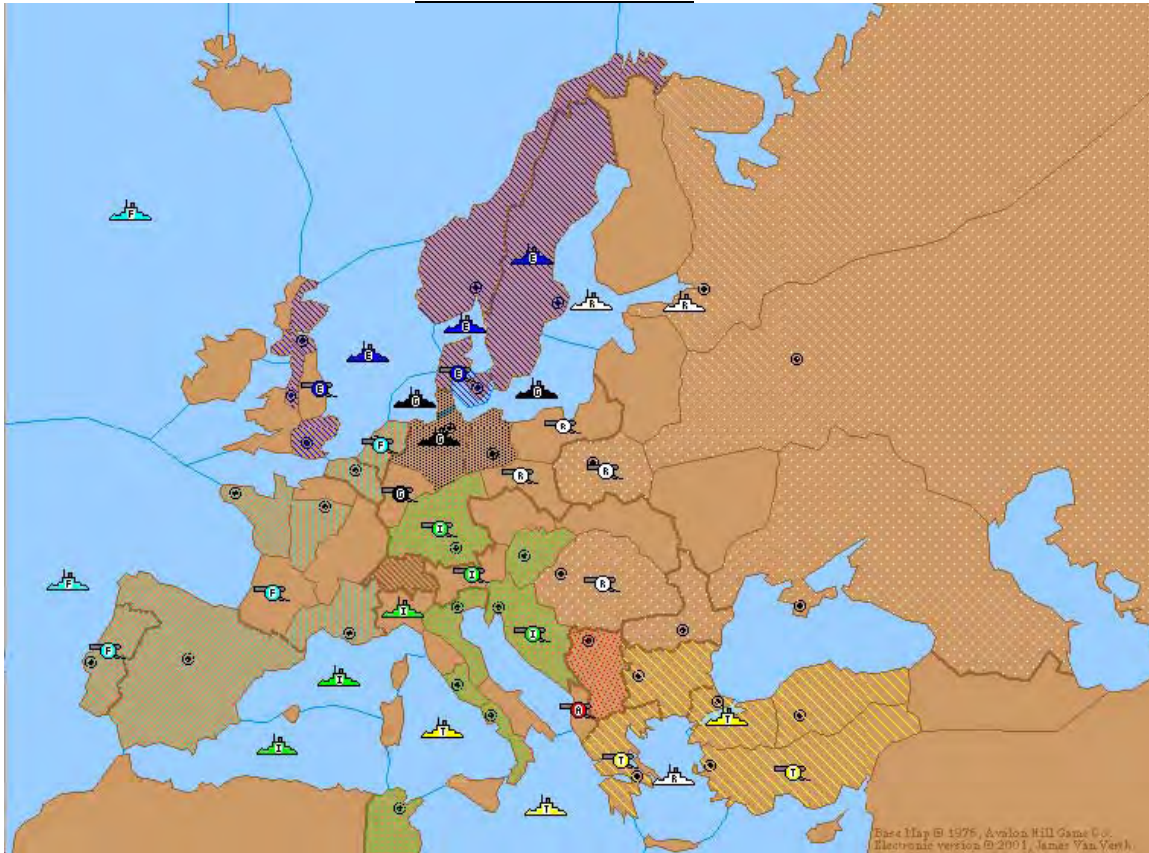 F
E
R R
E
E
E E
G G
R
F G
R R
G
I
I
F F R
I
I
F
I
A
T T
I
T T R
T
Base Map © 1976, Avalon Hill Game Co.
Electronic version © 2001, James Van Verth